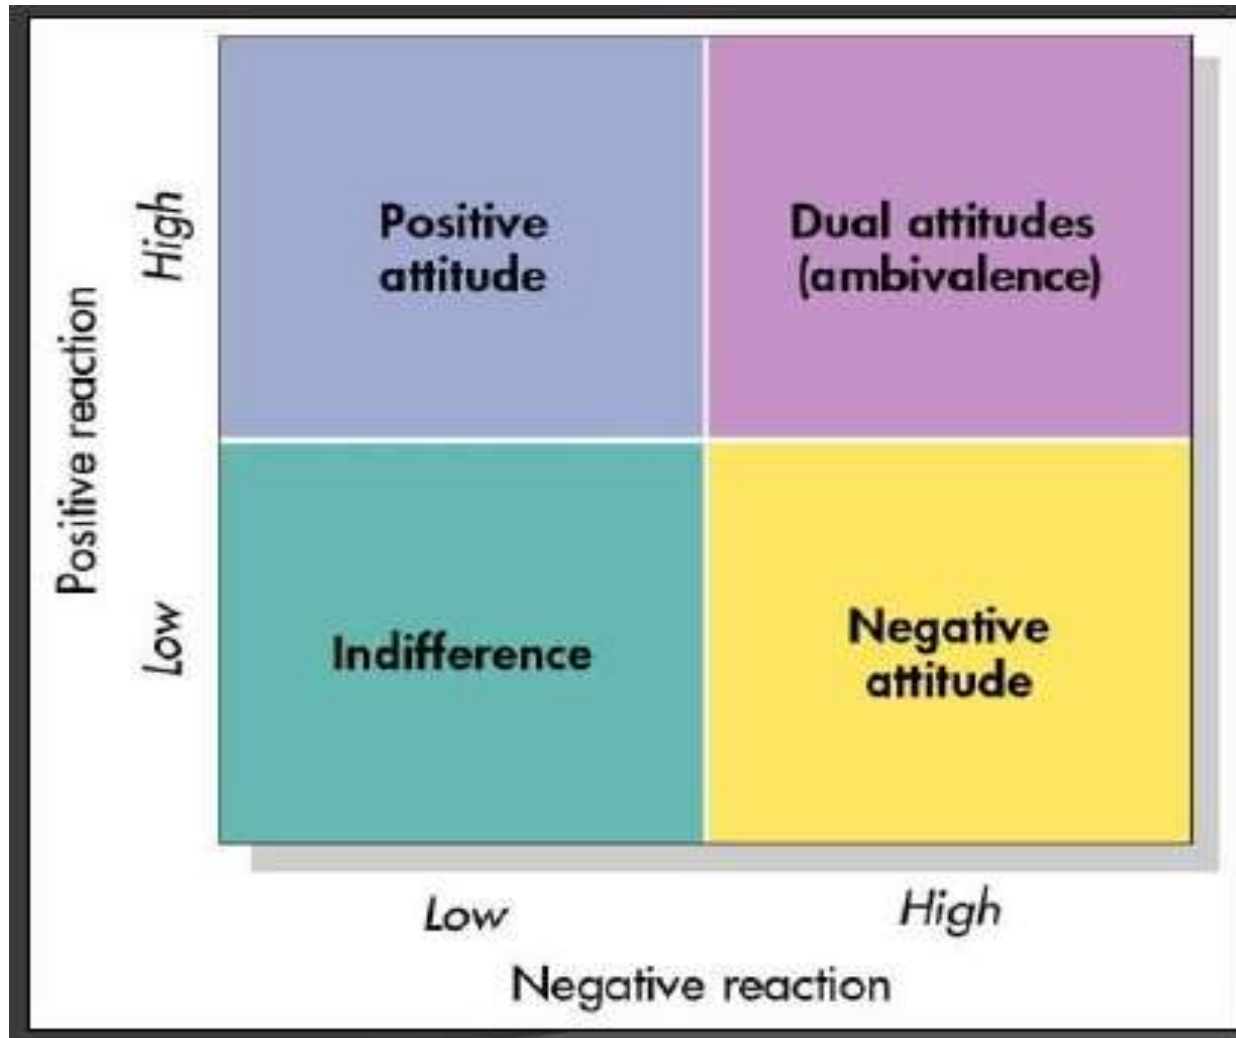 Positive reaction
High
Low
Positive
attitude
Dual attitudes
(ambivalence)
Indifference
Negative
attitude
Low
High
Negative reaction